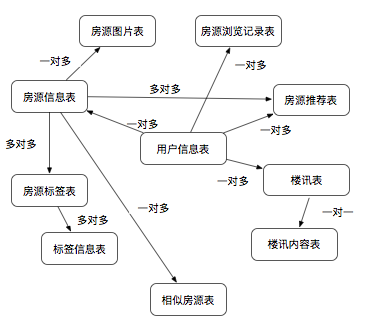 房源图片表
房源浏览记录表
一对多
一对多
房源信息表
多对多
房源推荐表
一对多
一对多
多对多
用户信息表
一对多
楼讯表
房源标签表
一对多
一对一
多对多
标签信息表
楼讯内容表
相似房源表